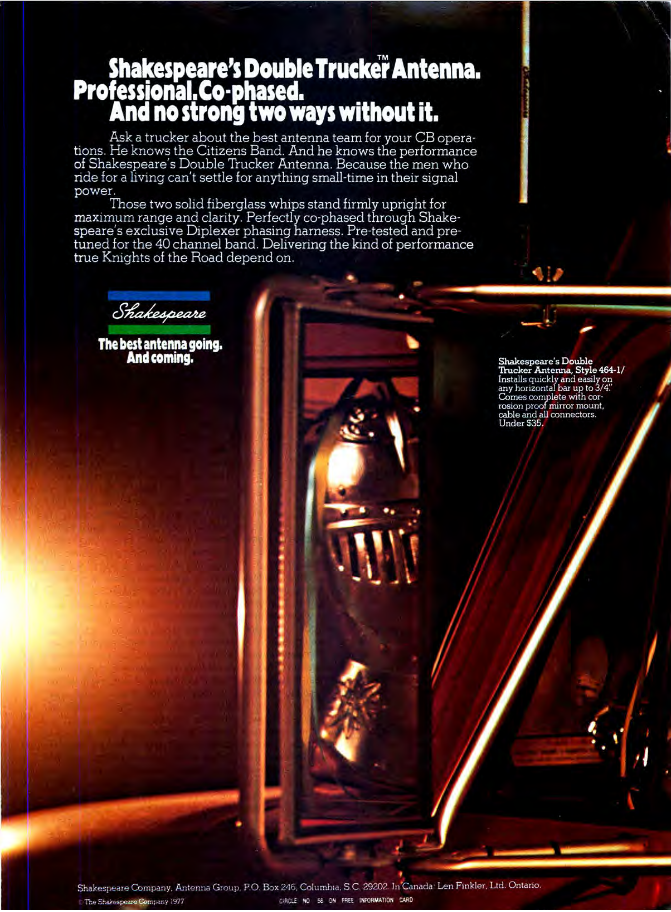 Shakespeare's Double Trucker™ Antenna.
Professional. Co-phased.
And no strong two ways without it.
Ask a trucker about the best antenna team for your CB opera-
tions. He knows the Citizens Band. And he knows the performance
of Shakespeare's Double Trucker Antenna. Because the men who
ride for a living can't settle for anything small-time in their signal
power.
Those two solid fiberglass whips stand firmly upright for
maximum range and clarity. Perfectly co-phased through Shake-
speare's exclusive Diplexer phasing harness. Pre-tested and pre-
tuned for the 40 channel band. Delivering the kind of performance
true Knights of the Road depend on.
Shakespeare
The best antenna going.
And coming.
Shakespeare's Double
Trucker Antenna, Style 464-1/
Installs quickly and easily on
any horizontal bar up to 3/4".
Comes complete with cor-
rosion proof mirror mount,
cable and all connectors.
Under $35.
Shakespeare Company, Antenna Group, P.O. Box 246, Columbia, S.C. 29202. In Canada: Len Finkler, Ltd. Ontario.
© The Shakespeare Company 1977
CIRCLE NO 56 ON FREE INFORMATION CARD